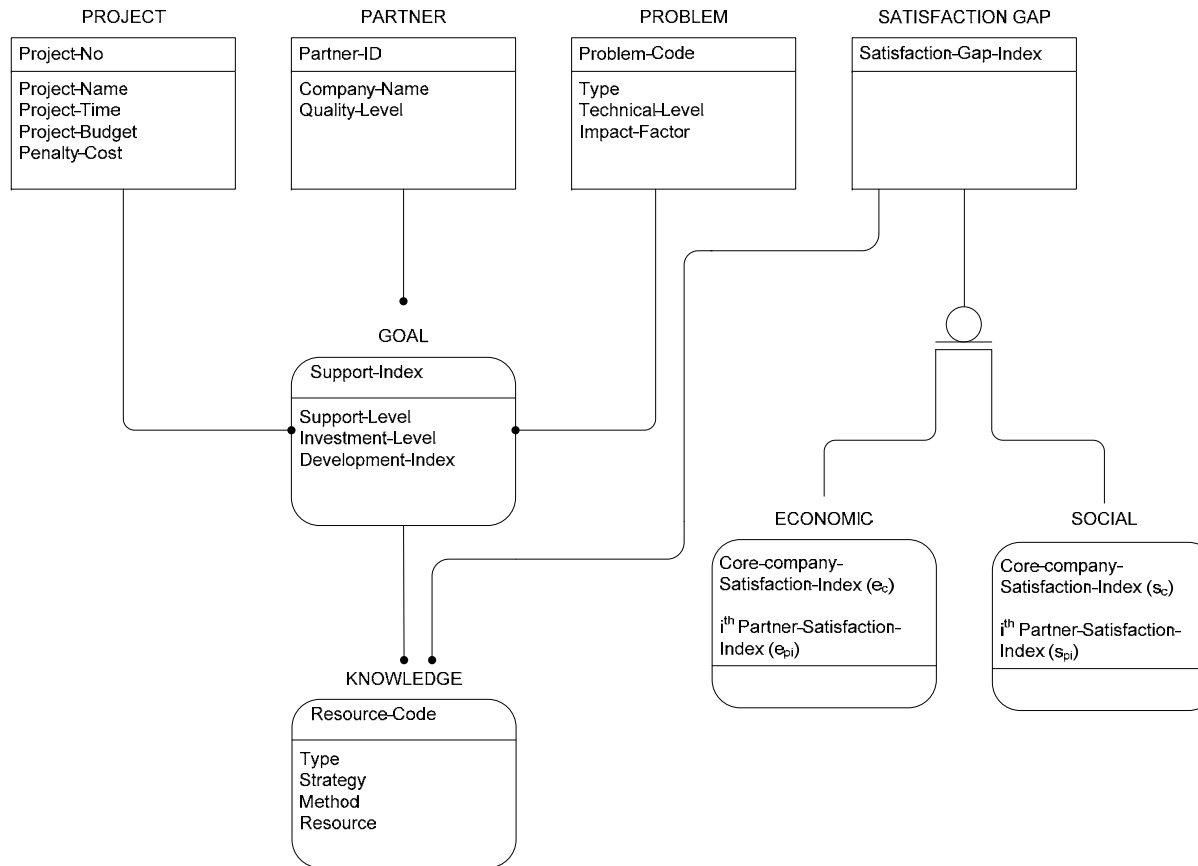 PROJECT
Project-No
Project-Name
Project-Time
Project-Budget
Penalty-Cost
PARTNER
Partner-ID
Company-Name
Quality-Level
PROBLEM
Problem-Code
Type
Technical-Level
Impact-Factor
SATISFACTION GAP
Satisfaction-Gap-Index
GOAL
Support-Index
Support-Level
Investment-Level
Development-Index
ECONOMIC
Core-company-
Satisfaction-Index (ec)
ith Partner-Satisfaction-
Index (epi)
SOCIAL
Core-company-
Satisfaction-Index (sc)
ith Partner-Satisfaction-
Index (spi)
KNOWLEDGE
Resource-Code
Type
Strategy
Method
Resource